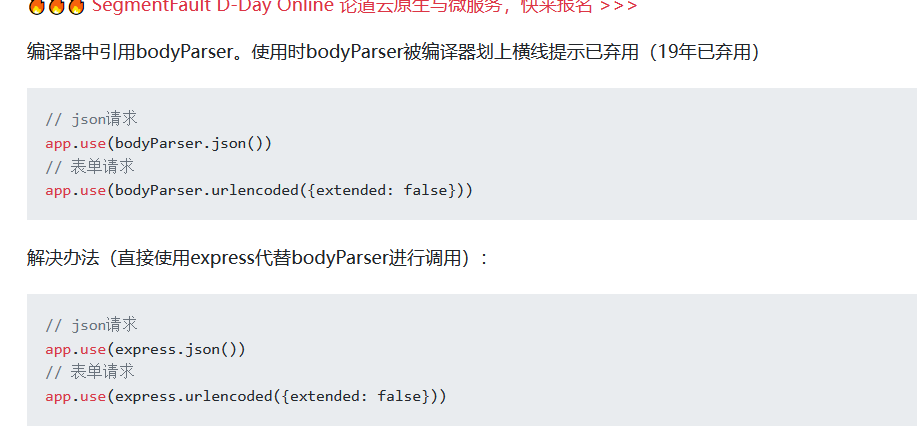 🔥🔥🔥 SegmentFault D-Day Online 论道云原生与微服务，快来报名 >>>
编译器中引用bodyParser。使用时bodyParser被编译器划上横线提示已弃用（19年已弃用）
// json请求
app.use(bodyParser.json())
// 表单请求
app.use(bodyParser.urlencoded({extended: false}))
解决办法（直接使用express代替bodyParser进行调用）：
// json请求
app.use(express.json())
// 表单请求
app.use(express.urlencoded({extended: false}))